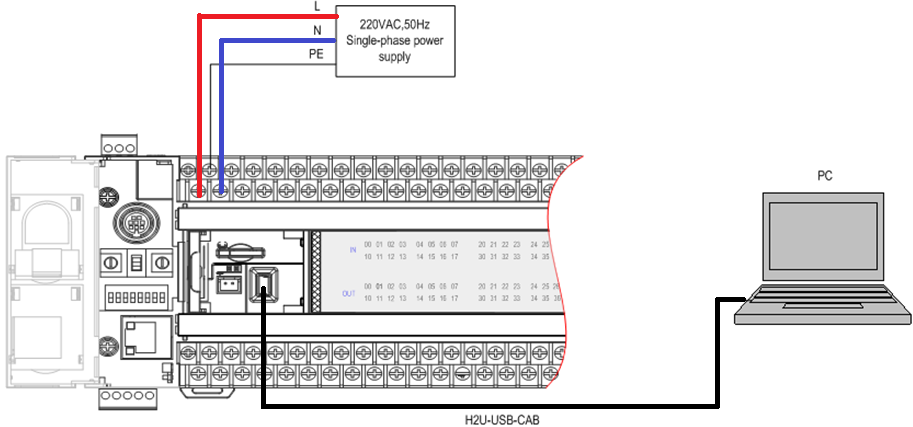 L
N
PE
220VAC,50Hz
Single-phase power
supply
PC
IN
00 01 02 03 04 05 06 07 20 21 22 23 24 25
10 11 12 13 14 15 16 17 30 31 32 33 34 35
OUT
00 01 02 03 04 05 06 07 20 21 22 23 24 25 26
10 11 12 13 14 15 16 17 30 31 32 33 34 35
H2U-USB-CAB